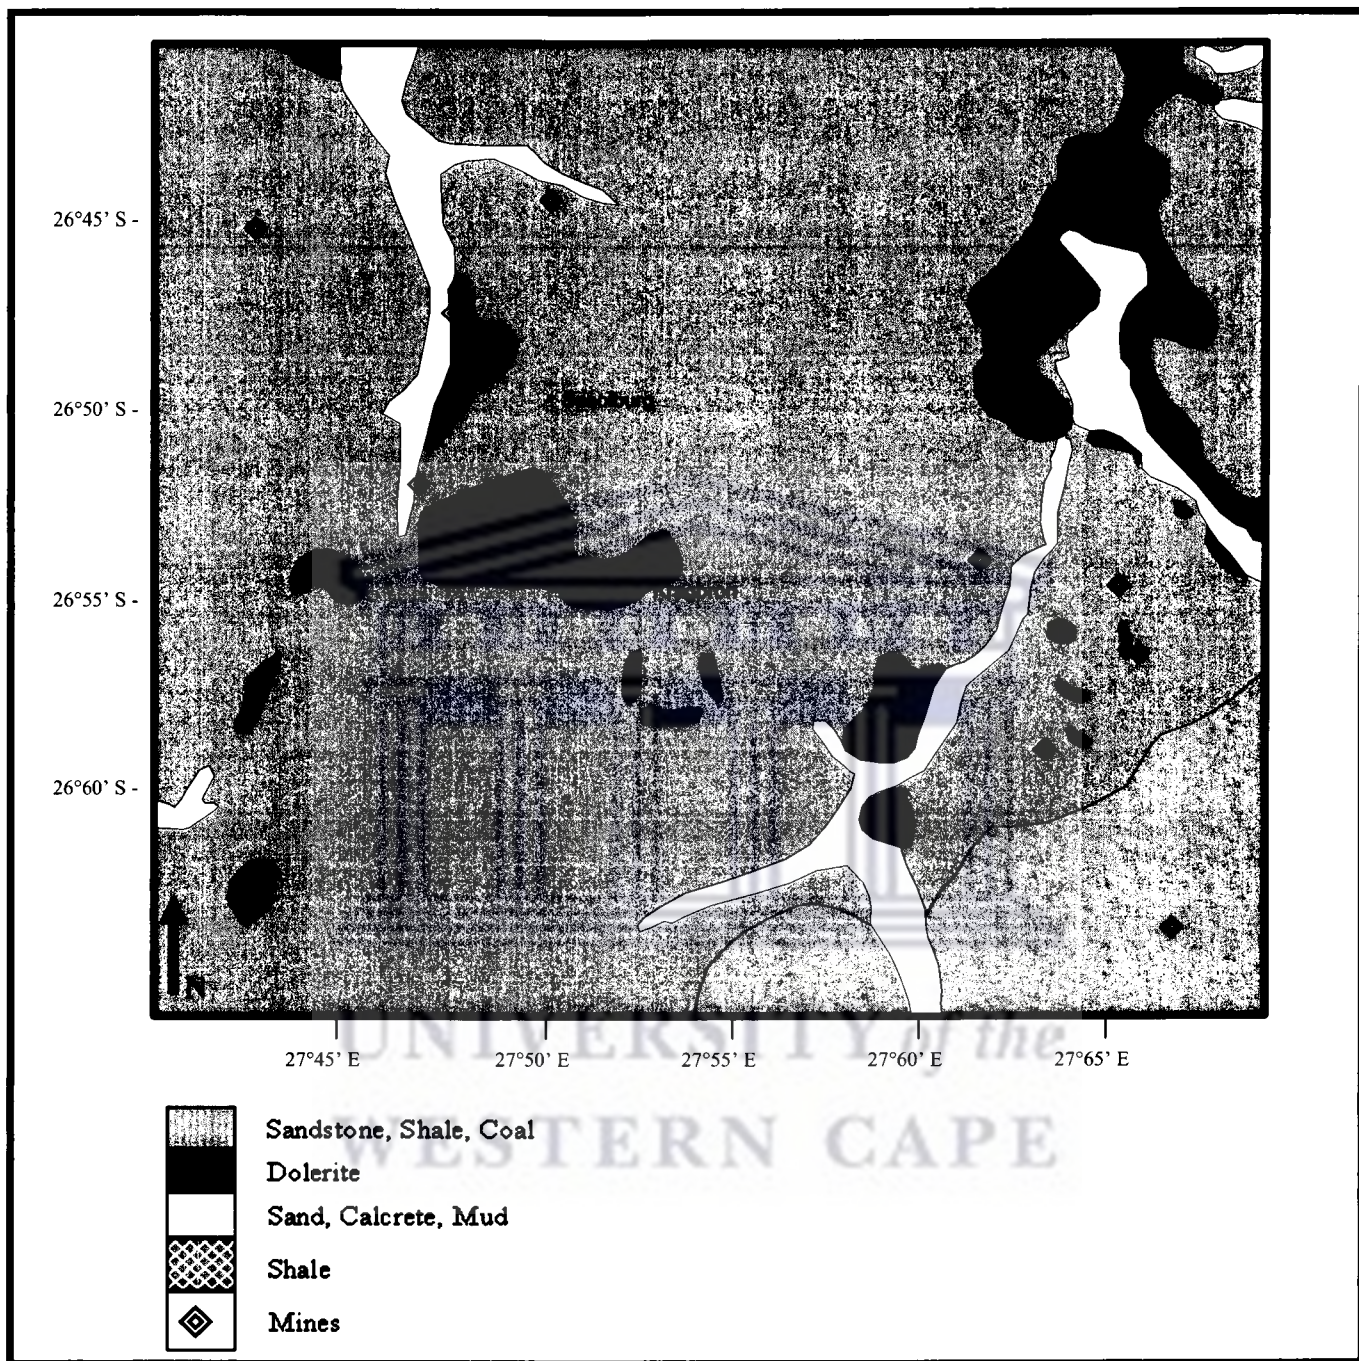 26°45' S -
26°50' S -
26°55' S -
26°60' S -
N
27°45' E
27°50' E
27°55' E
27°60' E
27°65' E
UNIVERSITY of the
WESTERN CAPE
Sandstone, Shale, Coal
Dolerite
Sand, Calcrete, Mud
Shale
Mines